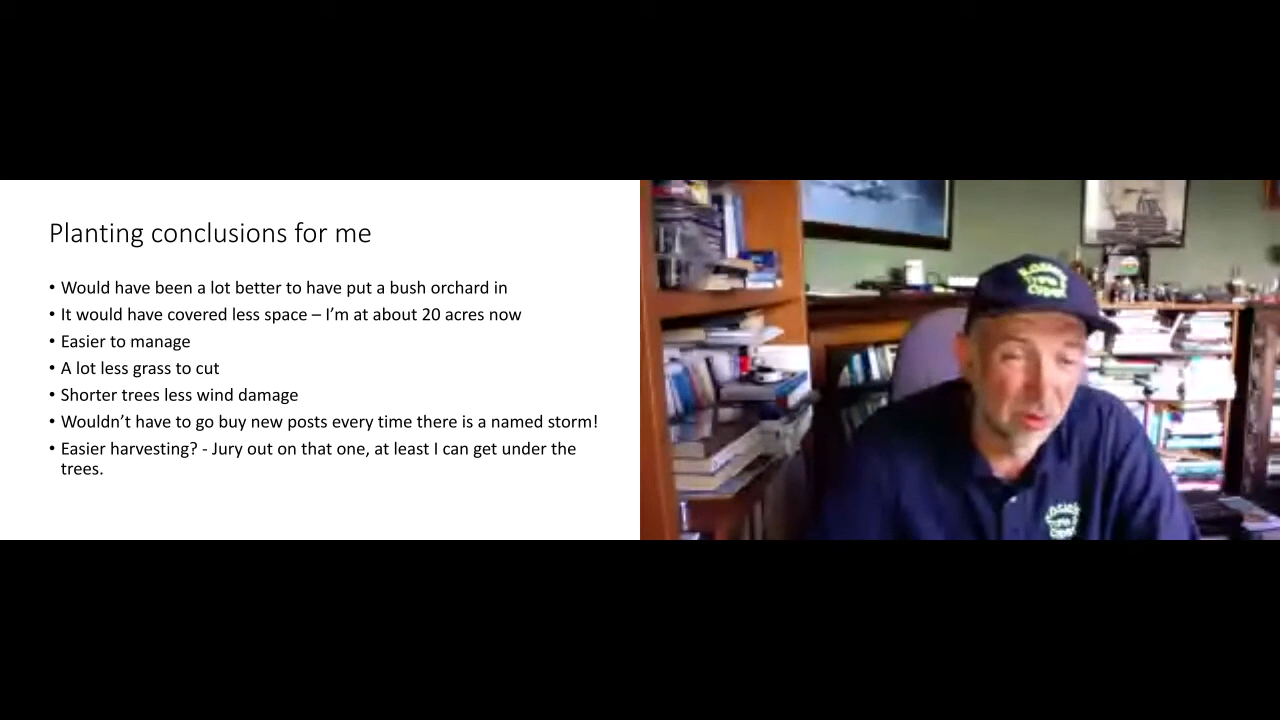 Planting conclusions for me
• Would have been a lot better to have put a bush orchard in
• It would have covered less space – I’m at about 20 acres now
• Easier to manage
• A lot less grass to cut
• Shorter trees less wind damage
• Wouldn’t have to go buy new posts every time there is a named storm!
• Easier harvesting? - Jury out on that one, at least I can get under the
trees.